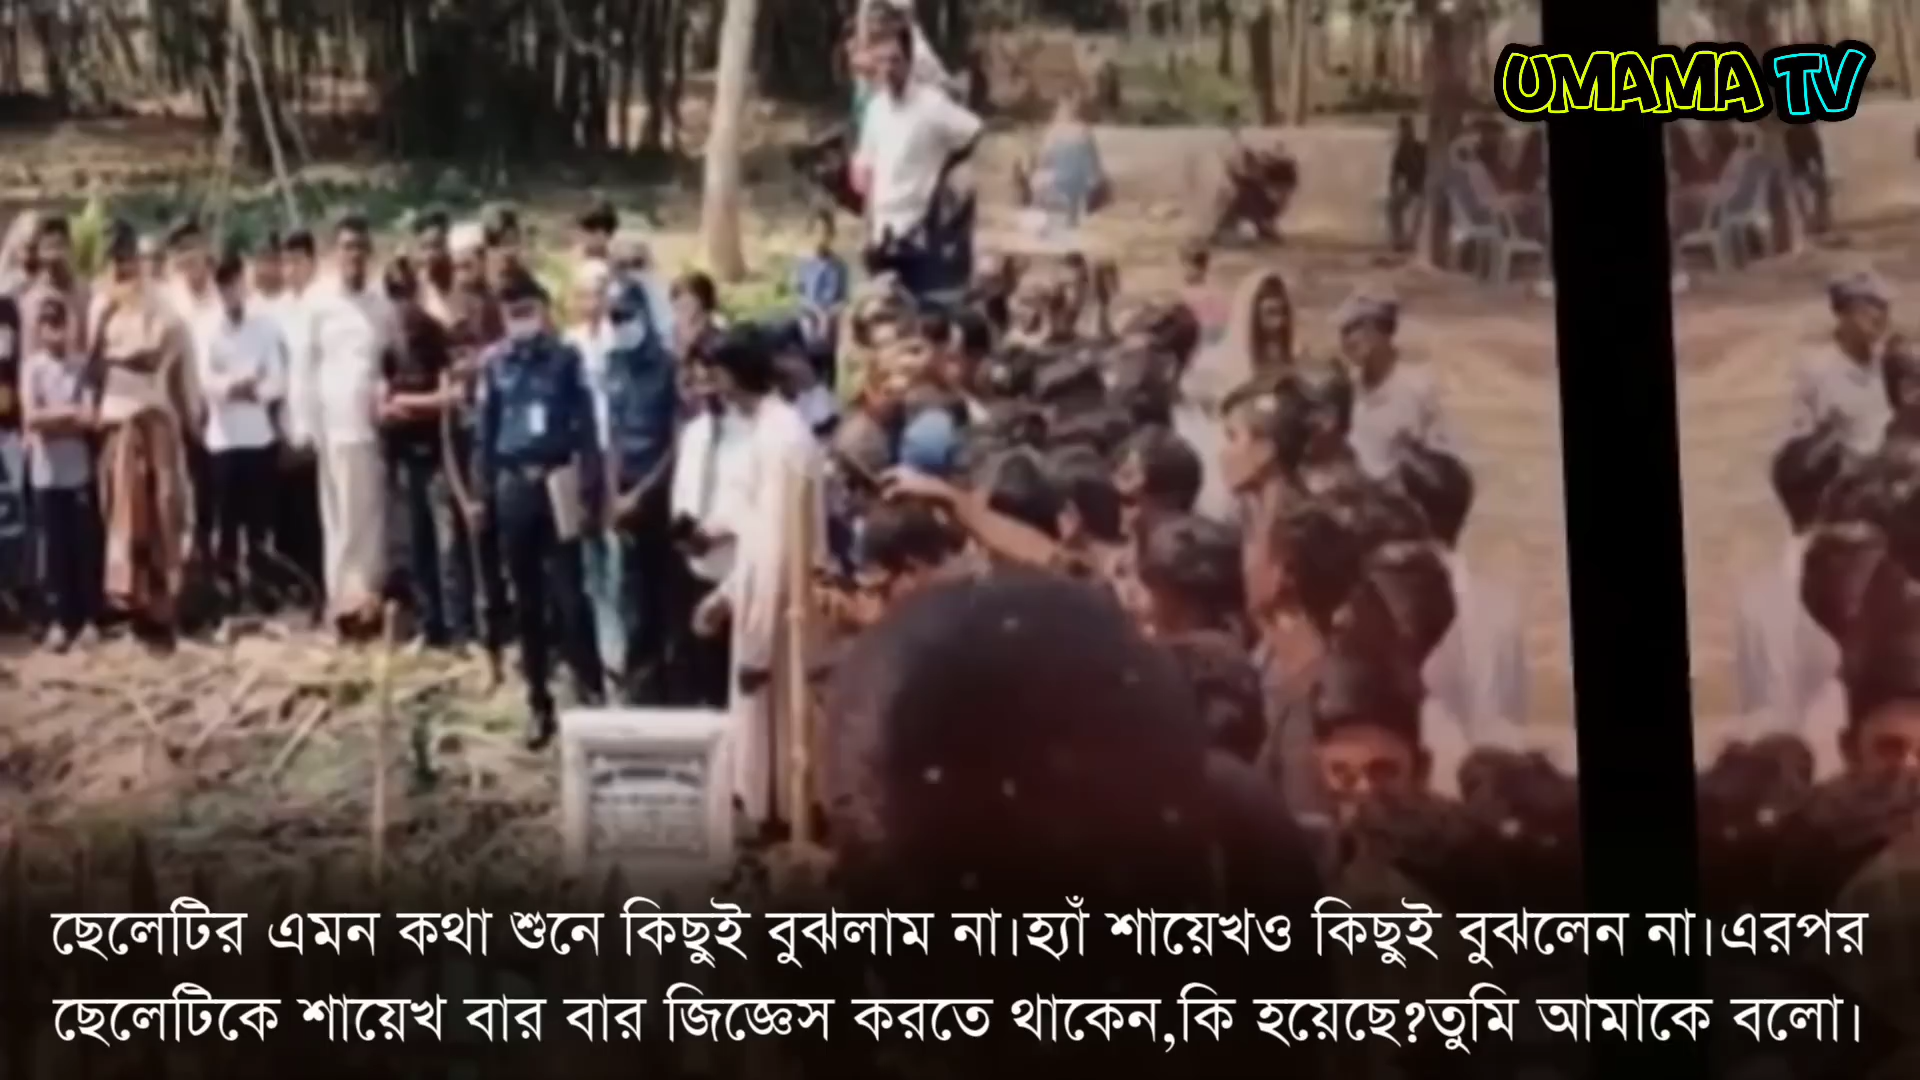 UMAMA TV
ছেলেটির এমন কথা শুনে কিছুই বুঝলাম না।হ্যাঁ শায়েখও কিছুই বুঝলেন না।এরপর
ছেলেটিকে শায়েখ বার বার জিজ্ঞেস করতে থাকেন,কি হয়েছে?তুমি আমাকে বলো।